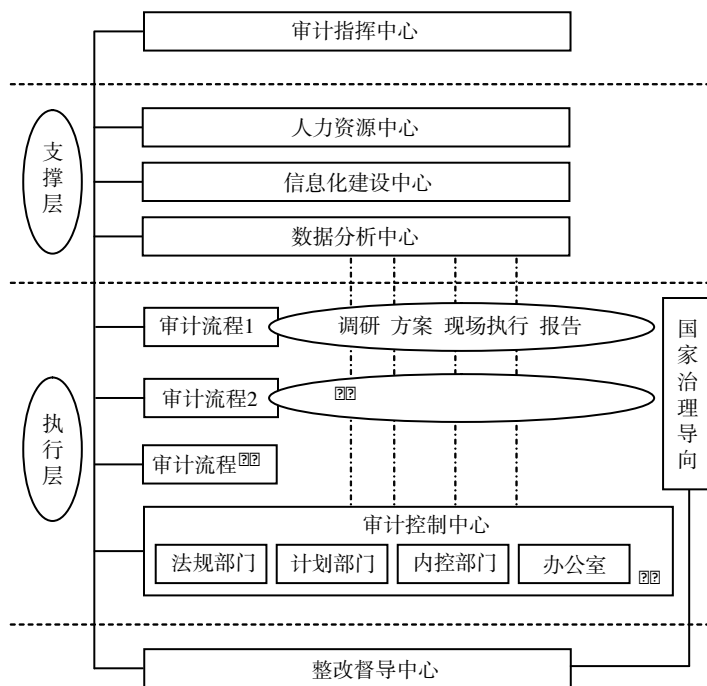 审计指挥中心
支撑层
人力资源中心
信息化建设中心
数据分析中心
执行层
审计流程1
调研 方案 现场执行 报告
审计流程2
审计流程
审计控制中心
法规部门 计划部门 内控部门 办公室
国家治理导向
整改督导中心